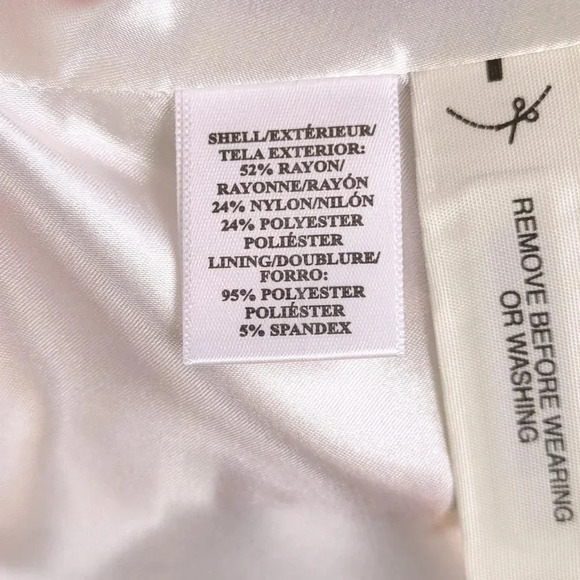 SHELL/EXTÉRIEUR/
TELA EXTERIOR:
52% RAYON/
RAYONNE/RAYÓN
24% NYLON/NILÓN
24% POLYESTER
POLIÉSTER
LINING/DOUBLURE/
FORRO:
95% POLYESTER
POLIÉSTER
5% SPANDEX
REMOVE BEFORE WEARING
OR WASHING